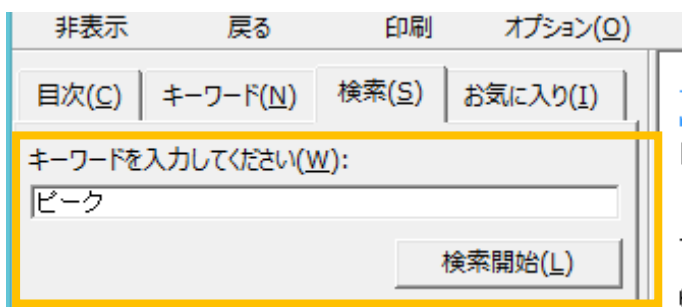 非表示 戻る 印刷 オプション(O)
目次(C) キーワード(N) 検索(S) お気に入り(I)
キーワードを入力してください(W):
ピーク
検索開始(L)